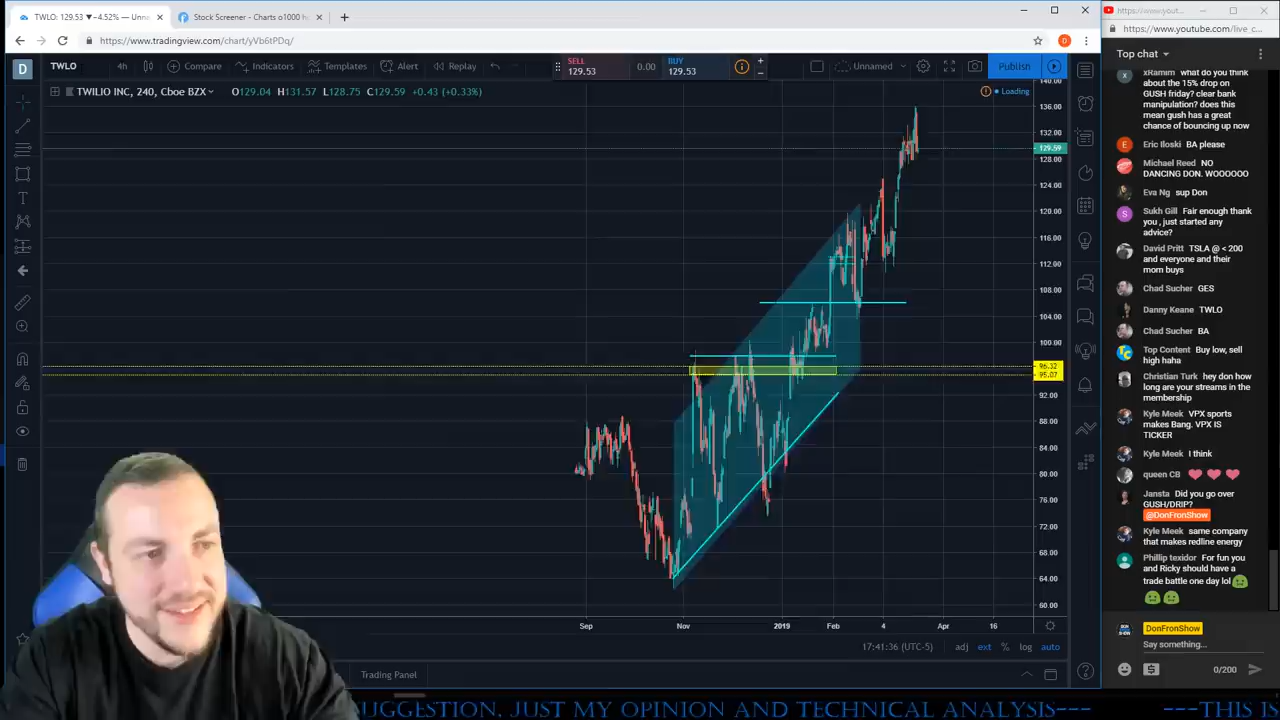 TWLO: 129.53 ▼−4.52% — Unn
Stock Screener - Charts o1000 h
https://www.tradingview.com/chart/yVb6tPDq/
D
TWLO
4h
Compare
Indicators
Templates
Alert
Replay
SELL
129.53
0.00
BUY
129.53
Unnamed
Publish
TWILIO INC, 240, Cboe BZX
O129.04 H131.57 L128.50 C129.59 +0.43 (+0.33%)
Loading
140.00
136.00
132.00
129.59
128.00
124.00
120.00
116.00
112.00
108.00
104.00
100.00
96.32
95.07
92.00
88.00
84.00
80.00
76.00
72.00
68.00
64.00
60.00
Sep
Nov
2019
Feb
4
Apr
16
17:41:36 (UTC-5)
adj
ext
%
log
auto
Trading Panel
https://www.yout...
https://www.youtube.com/live_c...
Top chat
xRamim what do you think
about the 15% drop on
GUSH friday? clear bank
manipulation? does this
mean gush has a great
chance of bouncing up now
Eric Iloski BA please
Michael Reed NO
DANCING DON. WOOOOOO
Eva Ng sup Don
Sukh Gill Fair enough thank
you , just started any
advice?
David Pritt TSLA @ < 200
and everyone and their
mom buys
Chad Sucher GES
Danny Keane TWLO
Chad Sucher BA
Top Content Buy low, sell
high haha
Christian Turk hey don how
long are your streams in the
membership
Kyle Meek VPX sports
makes Bang. VPX IS
TICKER
Kyle Meek I think
queen CB
Jansta Did you go over
GUSH/DRIP?
@DonFronShow
Kyle Meek same company
that makes redline energy
Phillip texidor For fun you
and Ricky should have a
trade battle one day lol
DonFronShow
Say something...
0/200
SUGGESTION. JUST MY OPINION AND TECHNICAL ANALYSIS--- ---THIS IS